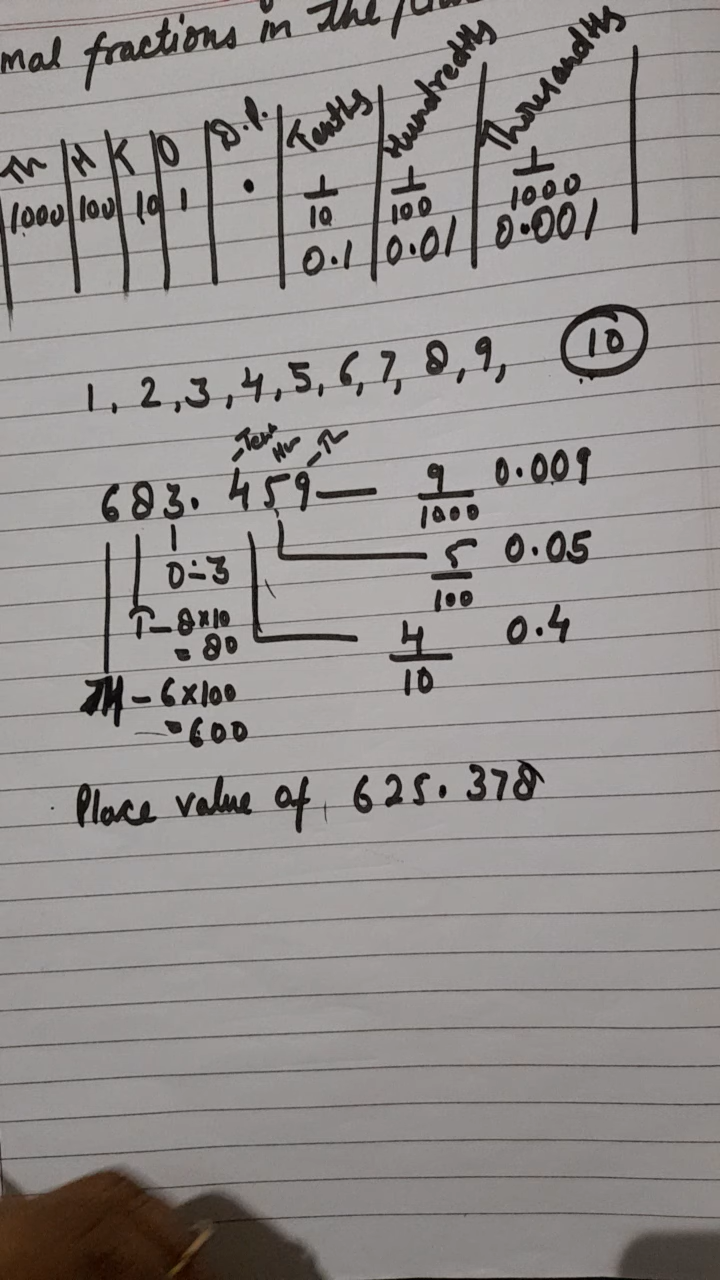 mal fractions in the
Th | H | T | O | D.P. | Tenths | Hundredths | Thousandths
1000 | 100 | 10 | 1 | . | 1/10 | 1/100 | 1/1000
0.1 | 0.01 | 0.001
1, 2, 3, 4, 5, 6, 7, 8, 9, 10
Tent Hu Th
683.459 — 9/1000 0.009
O-3 5/100 0.05
T-8×10 4/10 0.4
= 80
H - 6×100
= 600
Place value of 625.378